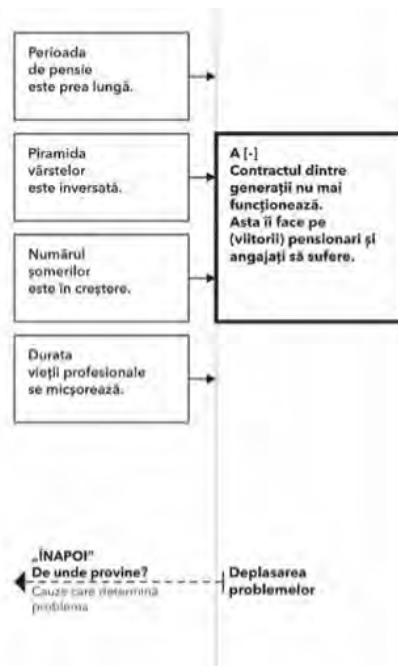 Perioada
de pensie
este prea lungă.
Piramida
vârstelor
este inversată.
Numărul
șomerilor
este în creștere.
Durata
vieții profesionale
se micșorează.
A [-]
Contractul dintre
generații nu mai
funcționează.
Asta îi face pe
(viitorii) pensionari și
angajați să sufere.
„ÎNAPOI”
De unde provine?
Cauze care determină
problema
Deplasarea
problemelor